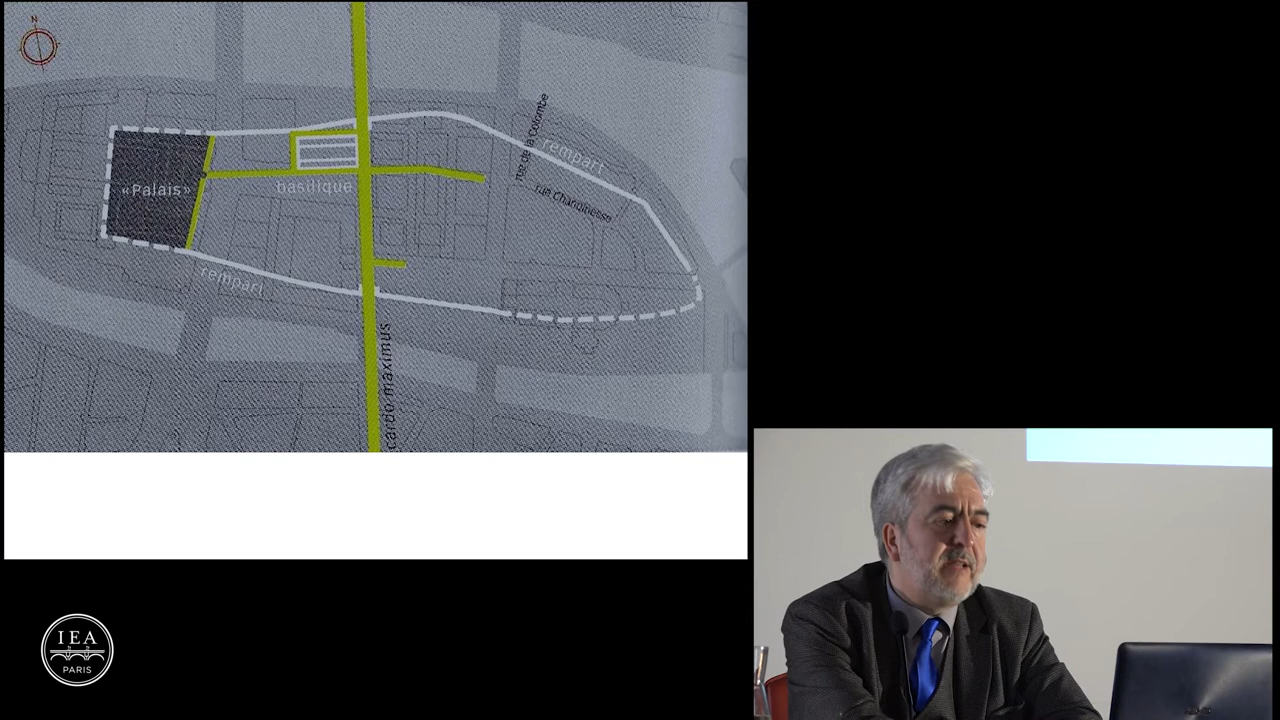 N
rue de la Colombe
rempart
«Palais»
basilique
rue Chanoinesse
rempart
cardo maximus
IEA
PARIS